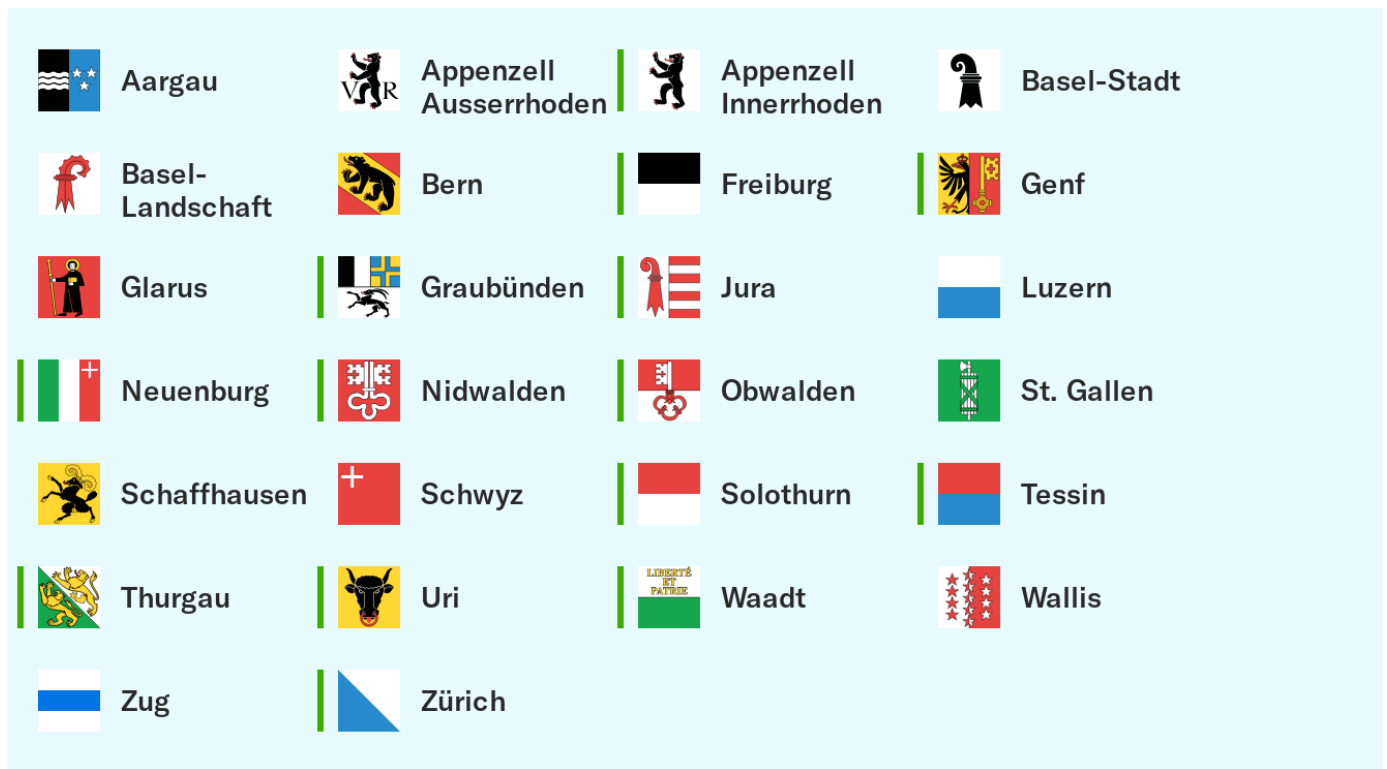 Aargau
V R
Appenzell
Ausserrhoden
Appenzell
Innerrhoden
Basel-Stadt
Basel-
Landschaft
Bern
Freiburg
Genf
Glarus
Graubünden
Jura
Luzern
Neuenburg
Nidwalden
Obwalden
St. Gallen
Schaffhausen
Schwyz
Solothurn
Tessin
Thurgau
Uri
LIBERTÉ
ET
PATRIE
Waadt
Wallis
Zug
Zürich